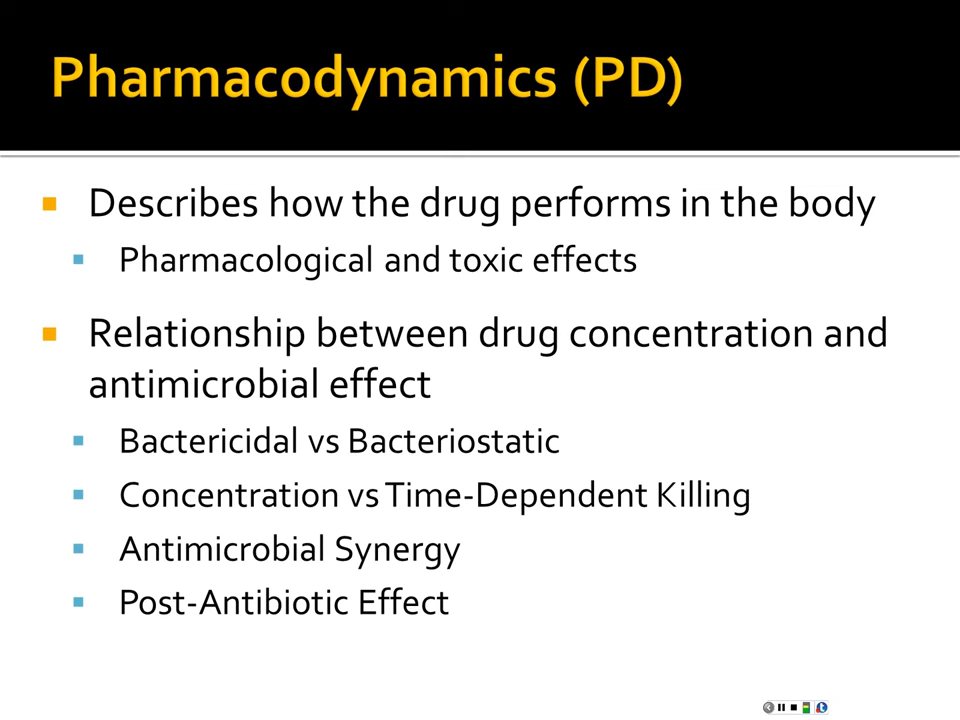 Pharmacodynamics (PD)
Describes how the drug performs in the body
Pharmacological and toxic effects
Relationship between drug concentration and
antimicrobial effect
Bactericidal vs Bacteriostatic
Concentration vs Time-Dependent Killing
Antimicrobial Synergy
Post-Antibiotic Effect